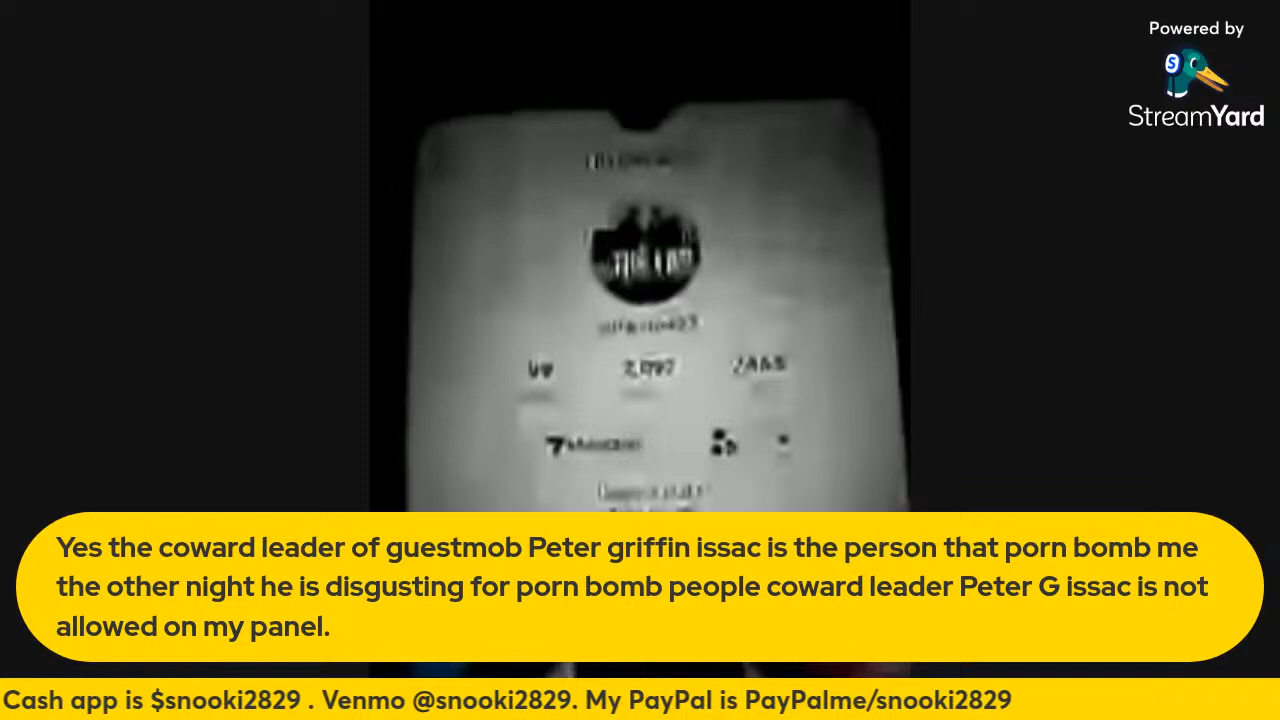 Powered by
S
StreamYard
2,097
Yes the coward leader of guestmob Peter griffin issac is the person that porn bomb me
the other night he is disgusting for porn bomb people coward leader Peter G issac is not
allowed on my panel.
Cash app is $snooki2829 . Venmo @snooki2829. My PayPal is PayPalme/snooki2829